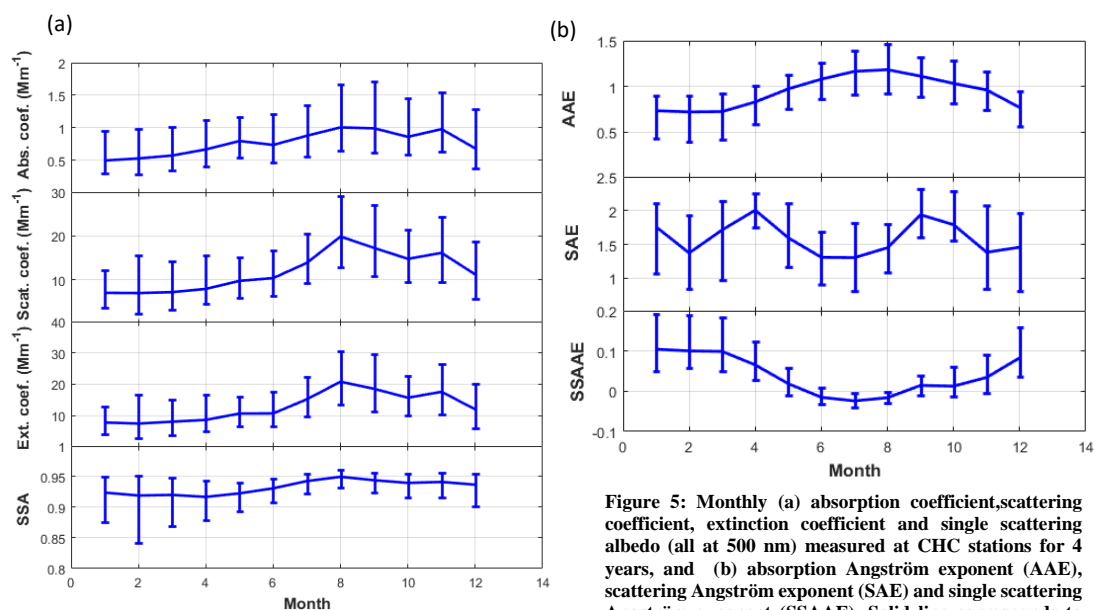 (a)
Abs. coef. (Mm-1)
2
1.5
1
0.5
Scat. coef. (Mm-1)
30
20
10
Ext. coef. (Mm-1)
40
30
20
10
SSA
1
0.95
0.9
0.85
0.8
0 2 4 6 8 10 12 14
Month
(b)
AAE
1.5
1
0.5
SAE
2.5
2
1.5
1
SSAAE
0.2
0.1
0
-0.1
0 2 4 6 8 10 12 14
Month
Figure 5: Monthly (a) absorption coefficient,scattering
coefficient, extinction coefficient and single scattering
albedo (all at 500 nm) measured at CHC stations for 4
years, and (b) absorption Angström exponent (AAE),
scattering Angström exponent (SAE) and single scattering